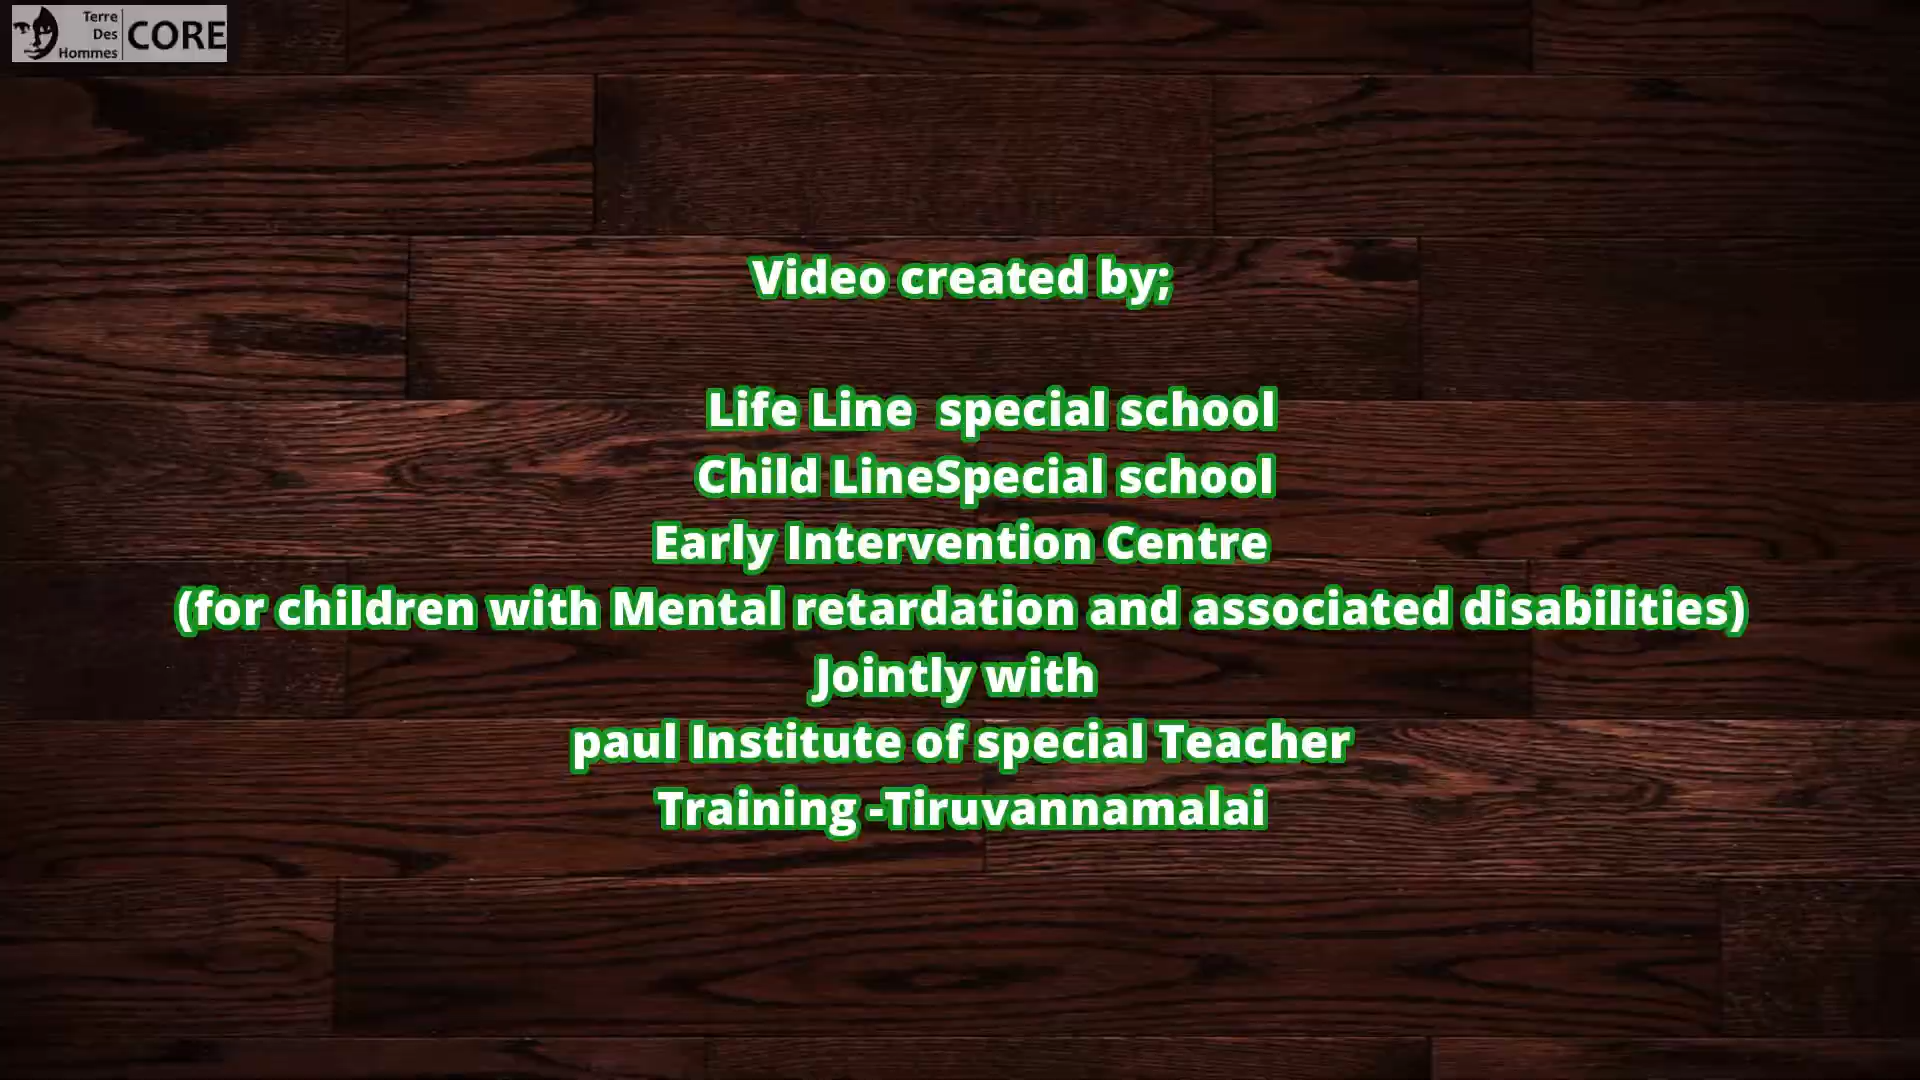 Terre
Des
Hommes
CORE
Video created by;
Life Line  special school
Child LineSpecial school
Early Intervention Centre
(for children with Mental retardation and associated disabilities)
Jointly with
paul Institute of special Teacher
Training -Tiruvannamalai